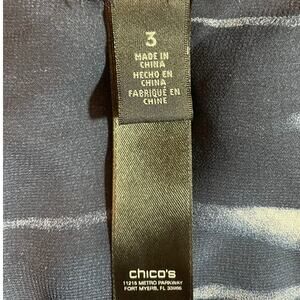 3
MADE IN
CHINA
HECHO EN
CHINA
FABRIQUÉ EN
CHINE
chico's
11215 METRO PARKWAY
FORT MYERS, FL 33966